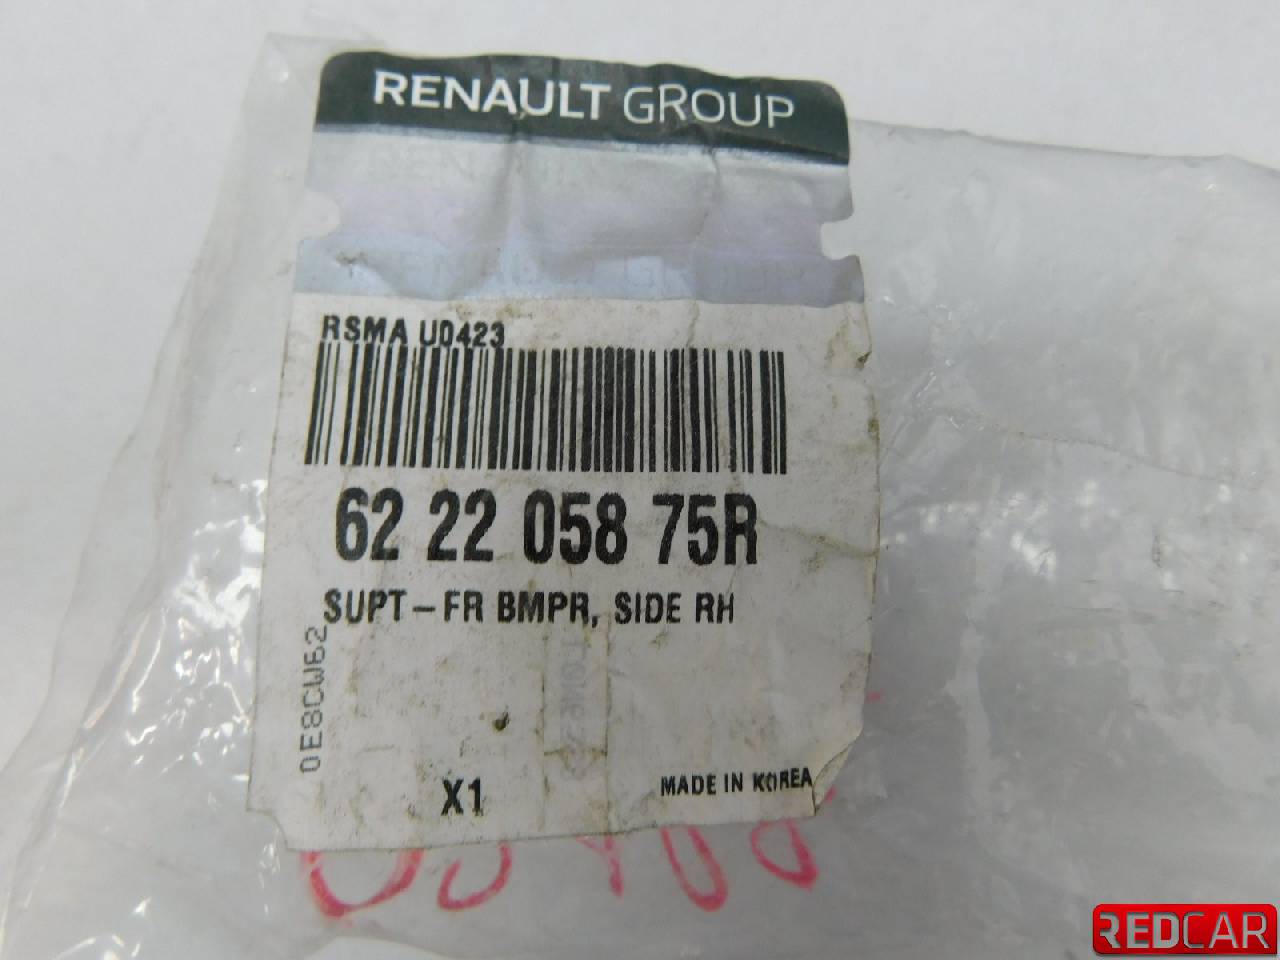 RENAULT GROUP
RSMA U0423
62 22 058 75R
SUPT-FR BMPR, SIDE RH
0E8CW62
X1
MADE IN KOREA
REDCAR